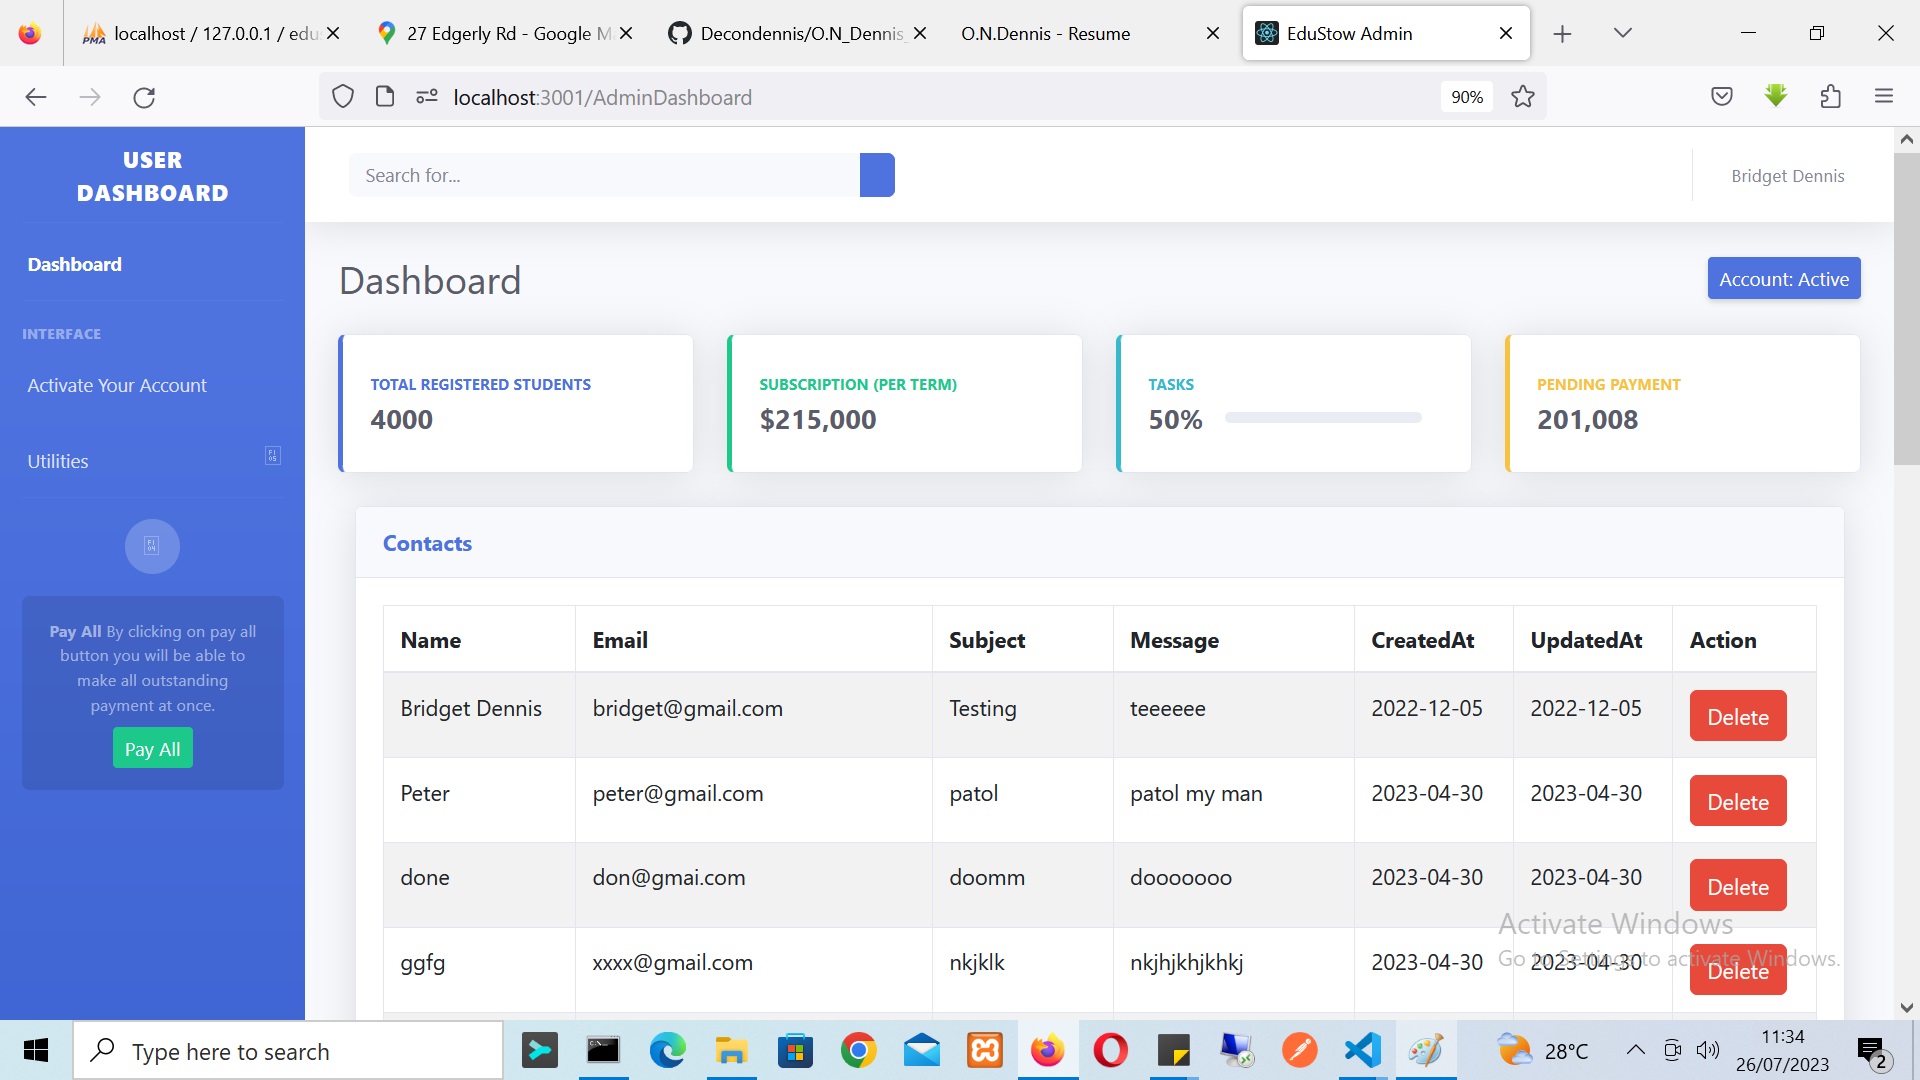 localhost / 127.0.0.1 / edu
27 Edgerly Rd - Google M
Decondennis/O.N_Dennis_
O.N.Dennis - Resume
EduStow Admin
localhost:3001/AdminDashboard
90%
USER
DASHBOARD
Dashboard
INTERFACE
Activate Your Account
Utilities
Pay All By clicking on pay all
button you will be able to
make all outstanding
payment at once.
Pay All
Search for...
Bridget Dennis
Dashboard
Account: Active
TOTAL REGISTERED STUDENTS
4000
SUBSCRIPTION (PER TERM)
$215,000
TASKS
50%
PENDING PAYMENT
201,008
Contacts
Name Email Subject Message CreatedAt UpdatedAt Action
Bridget Dennis bridget@gmail.com Testing teeeeee 2022-12-05 2022-12-05 Delete
Peter peter@gmail.com patol patol my man 2023-04-30 2023-04-30 Delete
done don@gmai.com doomm dooooooo 2023-04-30 2023-04-30 Delete
ggfg xxxx@gmail.com nkjklk nkjhjkhjkhkj 2023-04-30 2023-04-30 Delete
Activate Windows
Go to Settings to activate Windows.
Type here to search
28°C
11:34
26/07/2023
2